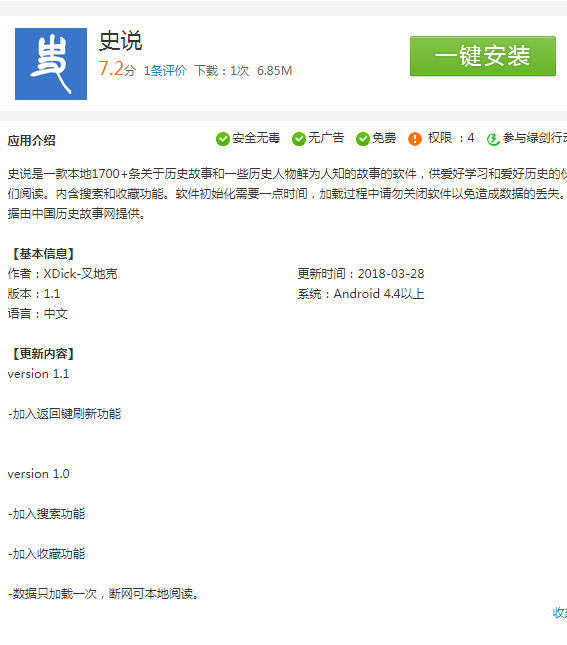 史
史说
7.2分 1条评价 下载：1次 6.85M
一键安装
应用介绍
安全无毒 无广告 免费 权限 ：4 参与绿剑行
史说是一款本地1700+条关于历史故事和一些历史人物鲜为人知的故事的软件，供爱好学习和爱好历史的
们阅读。内含搜索和收藏功能。软件初始化需要一点时间，加载过程中请勿关闭软件以免造成数据的丢失。
据由中国历史故事网提供。
【基本信息】
作者：XDick-叉地克 更新时间：2018-03-28
版本：1.1 系统：Android 4.4以上
语言：中文
【更新内容】
version 1.1
-加入返回键刷新功能
version 1.0
-加入搜索功能
-加入收藏功能
-数据只加载一次，断网可本地阅读。
收